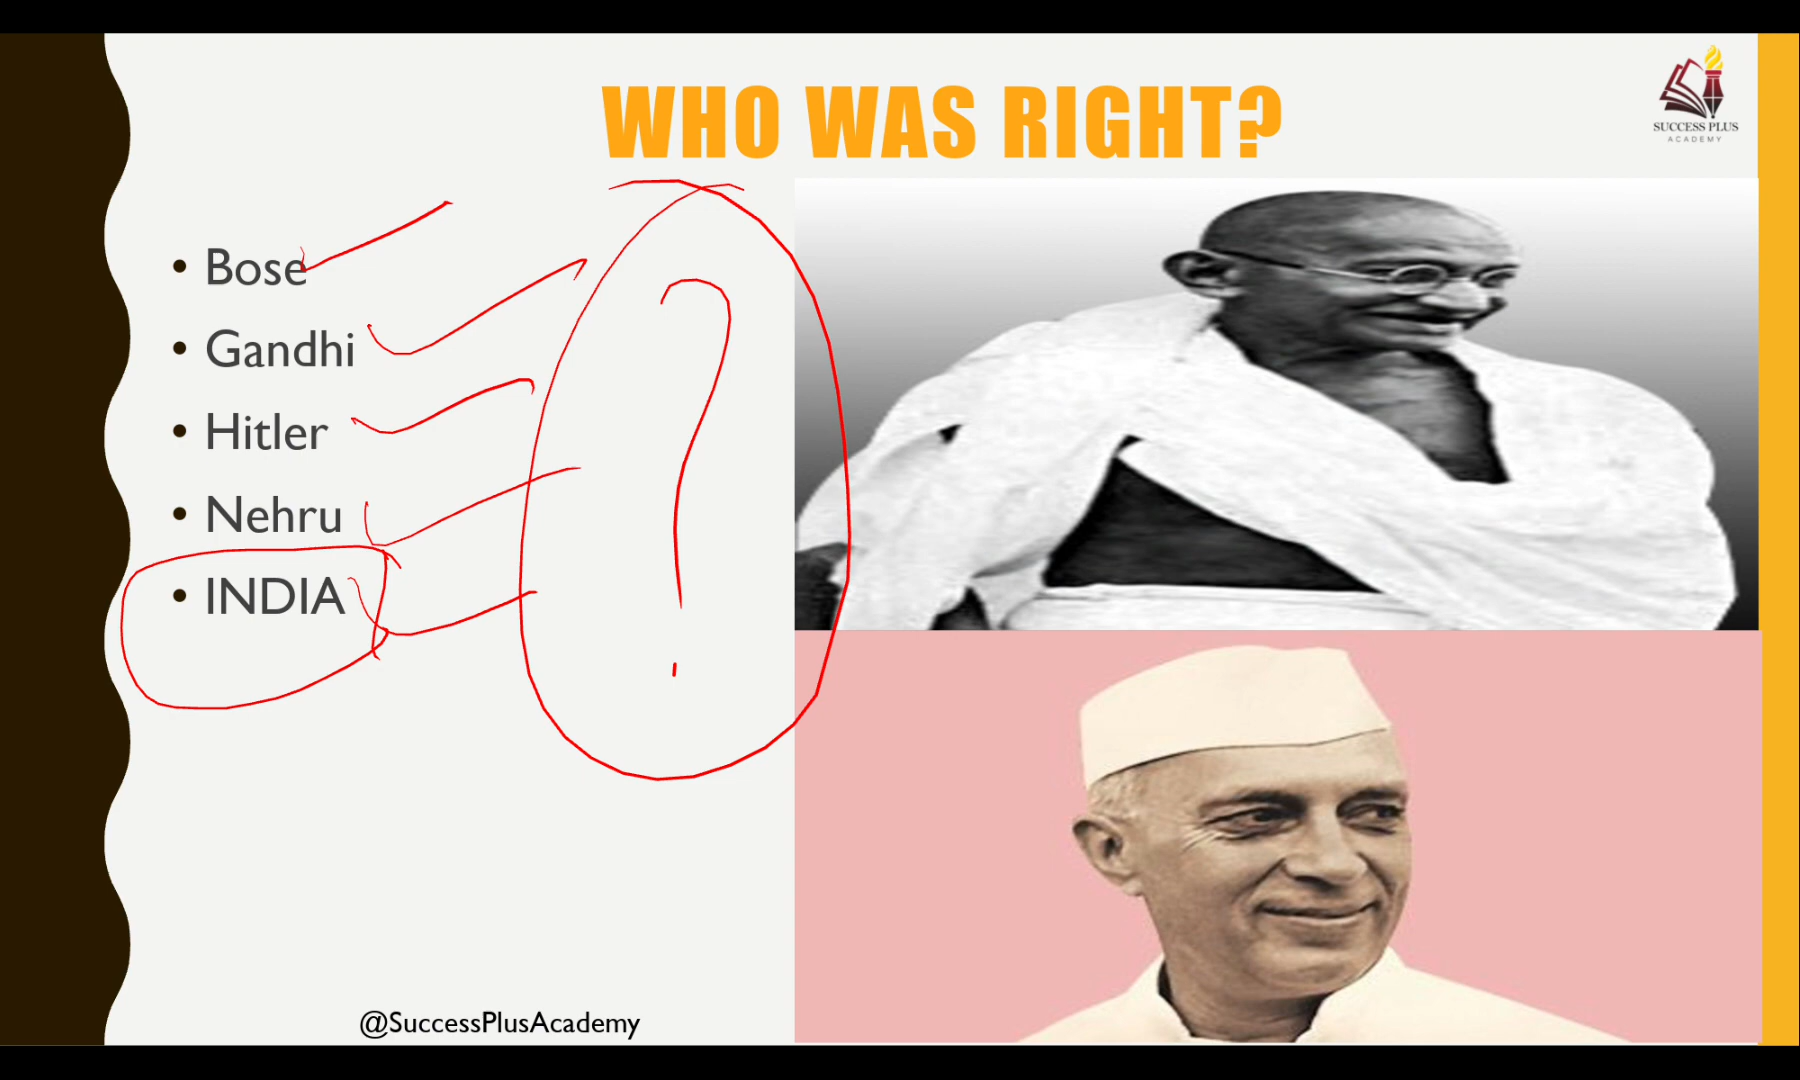 WHO WAS RIGHT?
SUCCESS PLUS
ACADEMY
• Bose
• Gandhi
• Hitler
• Nehru
• INDIA
?
@SuccessPlusAcademy